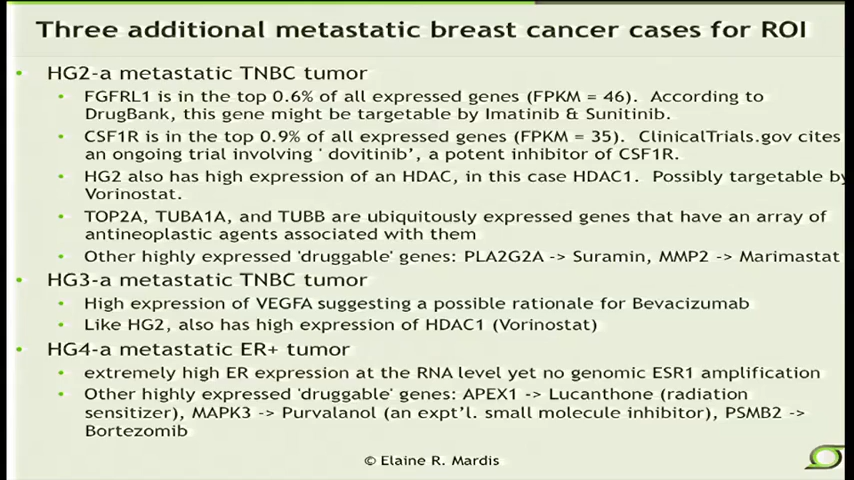 Three additional metastatic breast cancer cases for ROI
• HG2-a metastatic TNBC tumor
• FGFRL1 is in the top 0.6% of all expressed genes (FPKM = 46). According to
DrugBank, this gene might be targetable by Imatinib & Sunitinib.
• CSF1R is in the top 0.9% of all expressed genes (FPKM = 35). ClinicalTrials.gov cites
an ongoing trial involving ' dovitinib’, a potent inhibitor of CSF1R.
• HG2 also has high expression of an HDAC, in this case HDAC1. Possibly targetable by
Vorinostat.
• TOP2A, TUBA1A, and TUBB are ubiquitously expressed genes that have an array of
antineoplastic agents associated with them
• Other highly expressed 'druggable' genes: PLA2G2A -> Suramin, MMP2 -> Marimastat
• HG3-a metastatic TNBC tumor
• High expression of VEGFA suggesting a possible rationale for Bevacizumab
• Like HG2, also has high expression of HDAC1 (Vorinostat)
• HG4-a metastatic ER+ tumor
• extremely high ER expression at the RNA level yet no genomic ESR1 amplification
• Other highly expressed 'druggable' genes: APEX1 -> Lucanthone (radiation
sensitizer), MAPK3 -> Purvalanol (an expt’l. small molecule inhibitor), PSMB2 ->
Bortezomib
© Elaine R. Mardis